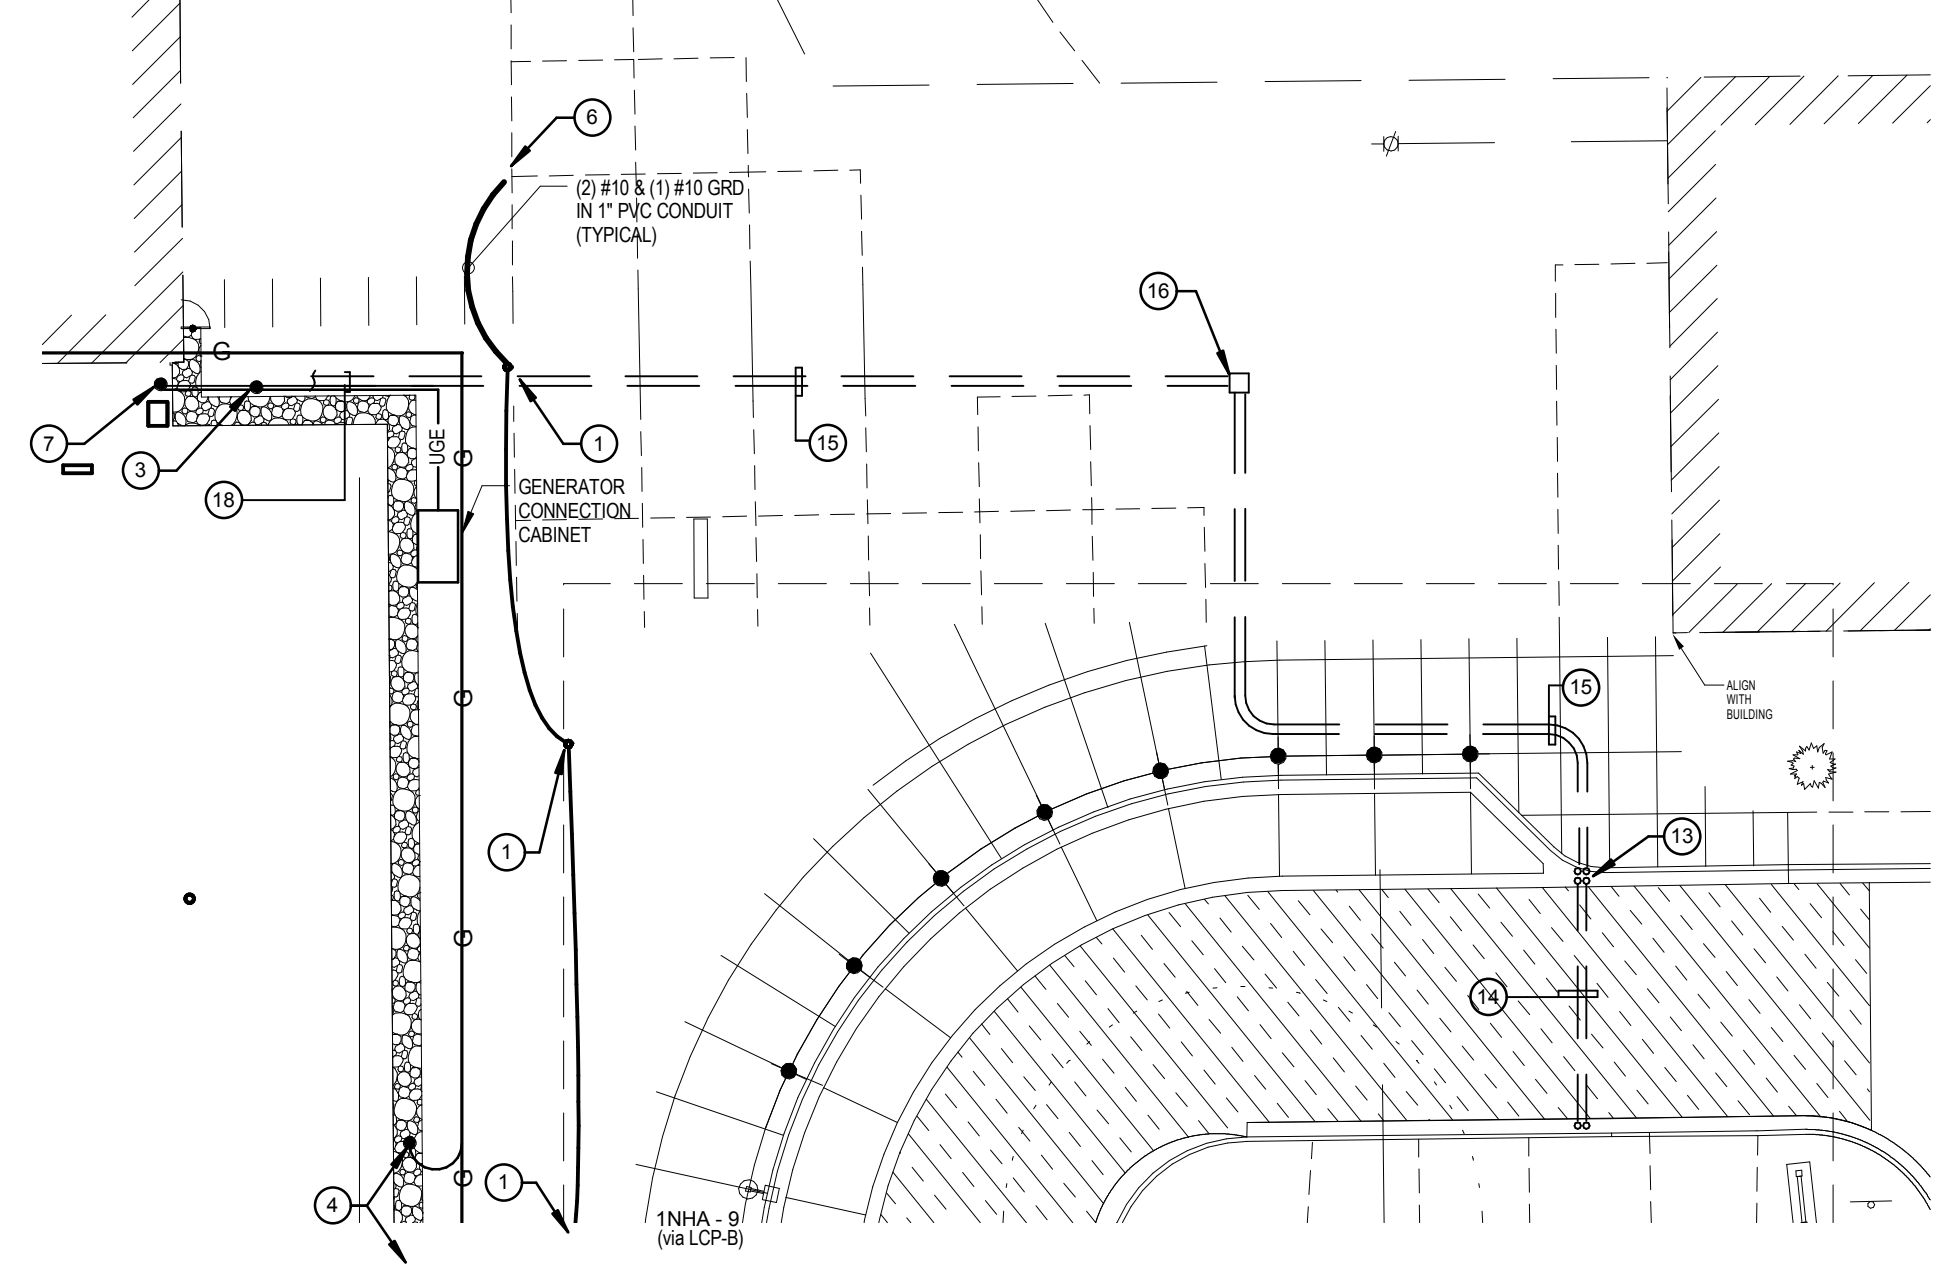 6
(2) #10 & (1) #10 GRD
IN 1" PVC CONDUIT
(TYPICAL)
16
G
7
3
18
UGE
G
1
15
GENERATOR
CONNECTION
CABINET
G
15
ALIGN
WITH
BUILDING
1
13
G
14
4
G
1
1NHA - 9
(via LCP-B)